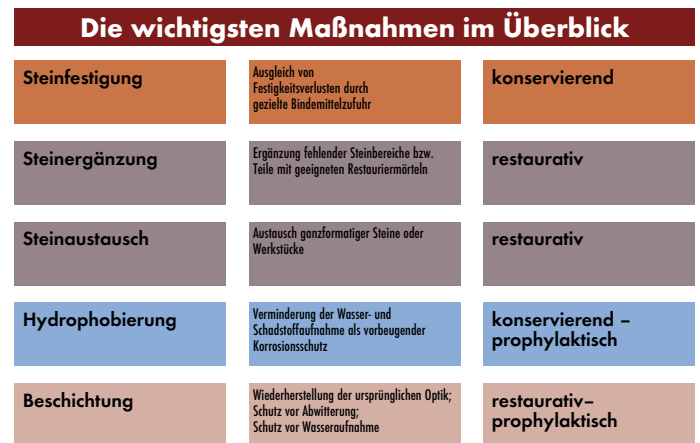 Die wichtigsten Maßnahmen im Überblick
Steinfestigung
Ausgleich von
Festigkeitsverlusten durch
gezielte Bindemittelzufuhr
konservierend
Steinergänzung
Ergänzung fehlender Steinbereiche bzw.
Teile mit geeigneten Restauriermörteln
restaurativ
Steinaustausch
Austausch ganzformatiger Steine oder
Werkstücke
restaurativ
Hydrophobierung
Verminderung der Wasser- und
Schadstoffaufnahme als vorbeugender
Korrosionsschutz
konservierend –
prophylaktisch
Beschichtung
Wiederherstellung der ursprünglichen Optik;
Schutz vor Abwitterung;
Schutz vor Wasseraufnahme
restaurativ–
prophylaktisch